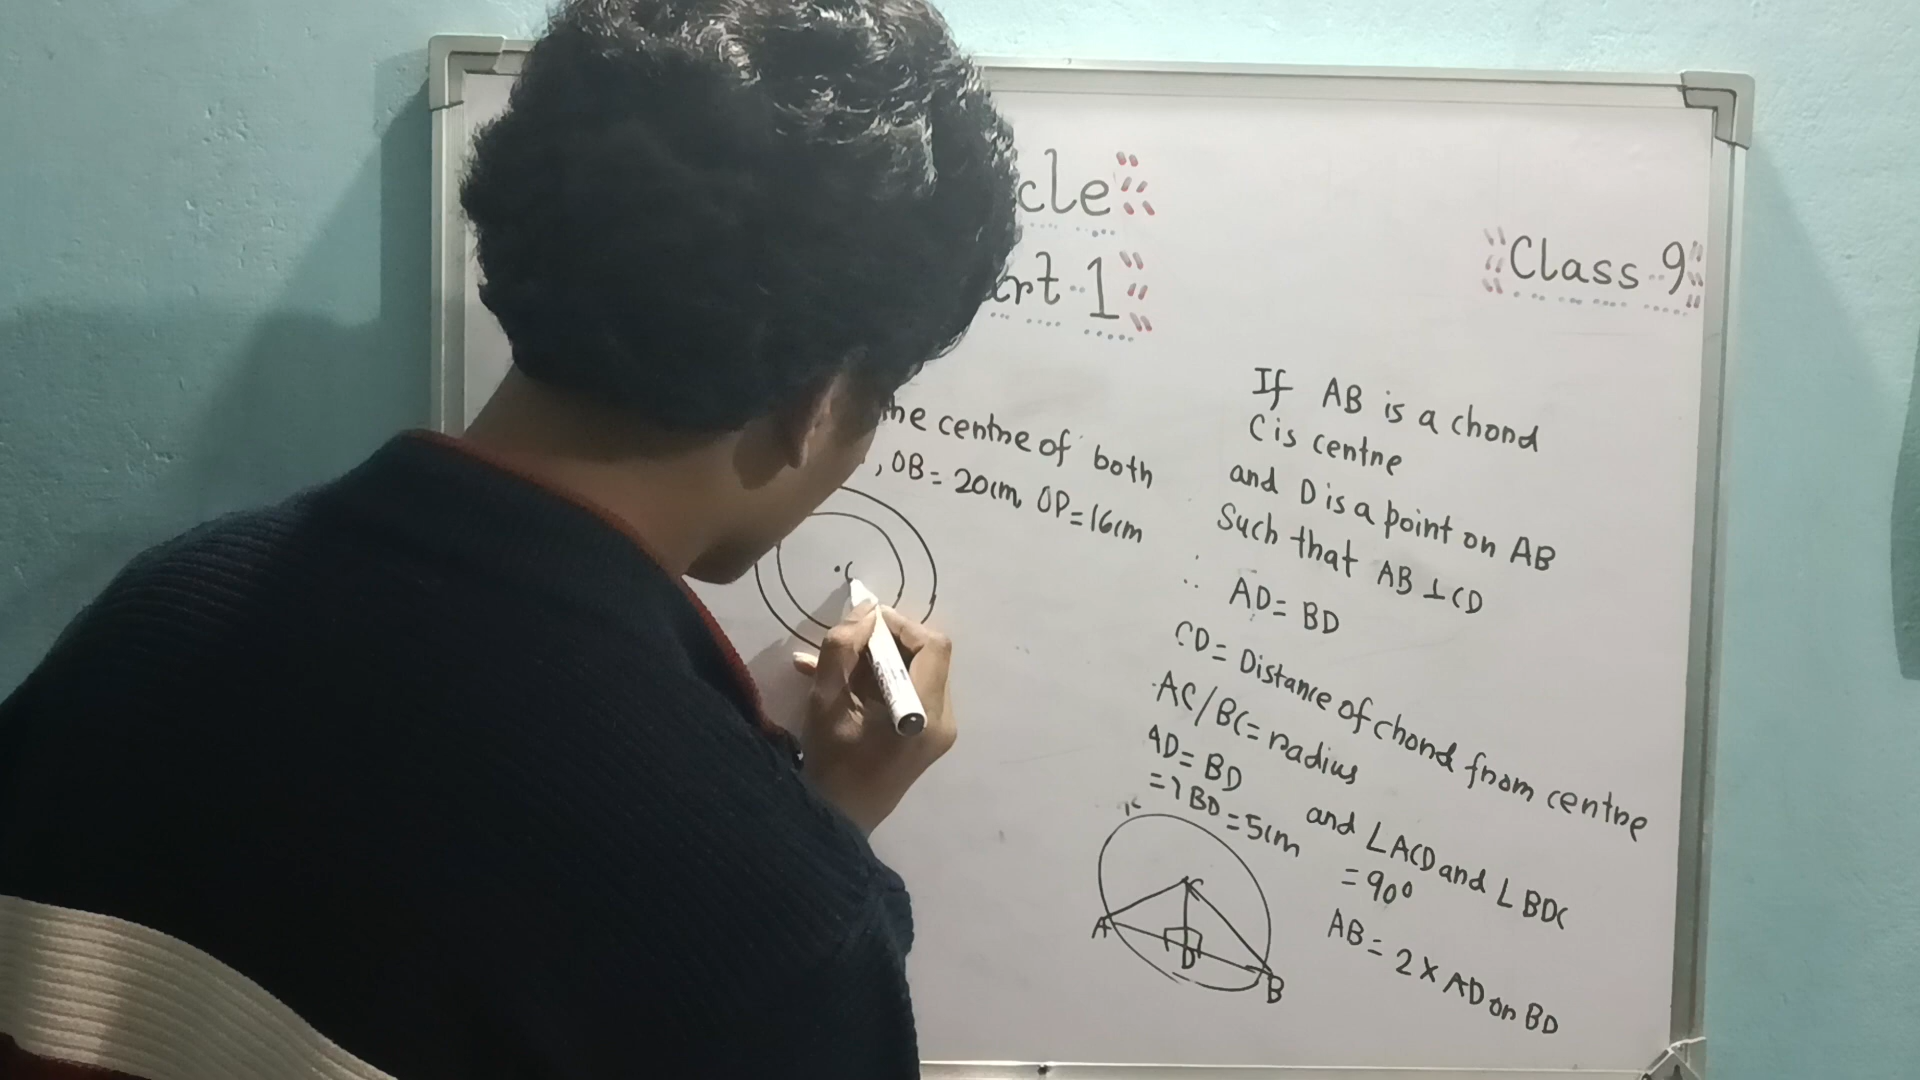 cle
art-1
Class-9
the centre of both
, OB = 20cm OP = 16cm
.C
If AB is a chord
C is centre
and D is a point on AB
Such that AB ⊥ CD
∴ AD = BD
CD = Distance of chord from centre
AC/BC = radius
AD = BD
=> BD = 5cm
and ∠ACD and ∠BDC
= 90°
AB = 2 × AD or BD
C
A
D
B